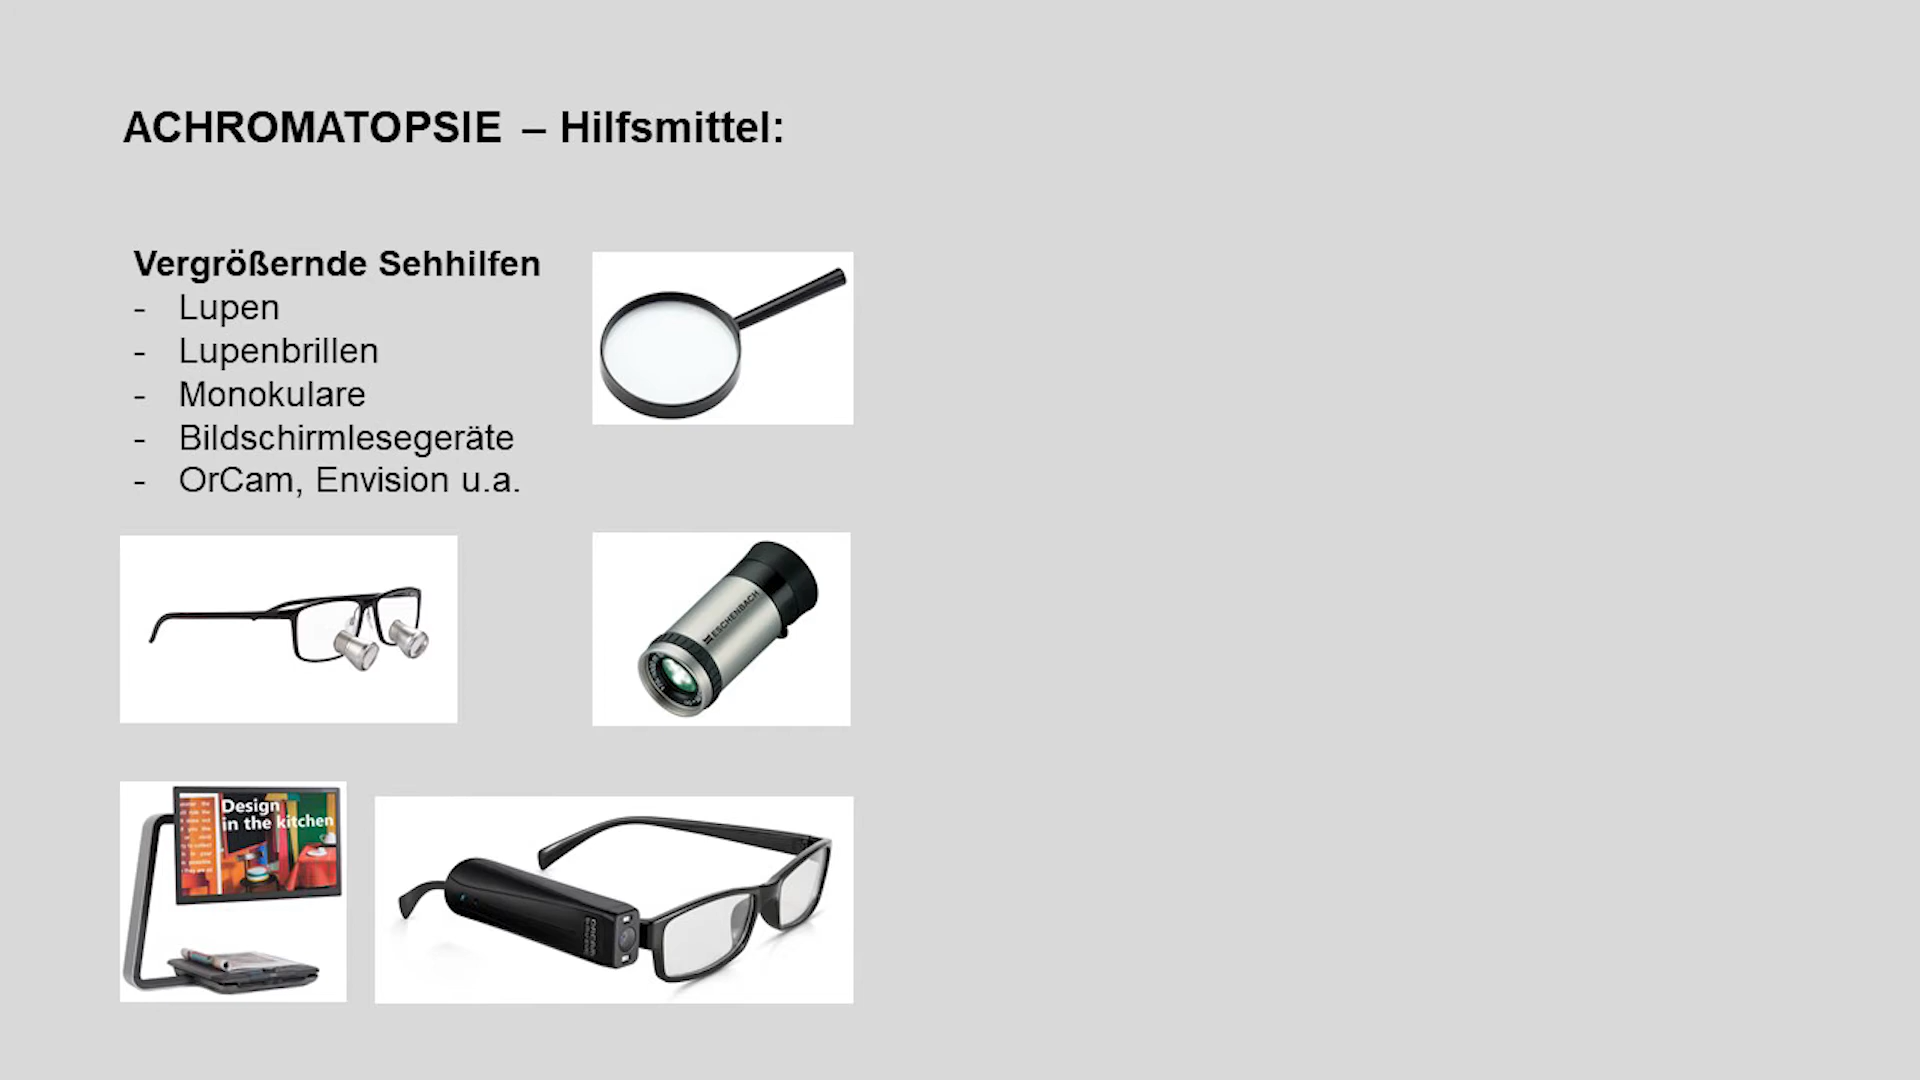 ACHROMATOPSIE – Hilfsmittel:
Vergrößernde Sehhilfen
- Lupen
- Lupenbrillen
- Monokulare
- Bildschirmlesegeräte
- OrCam, Envision u.a.
ESCHENBACH
Design
in the kitchen